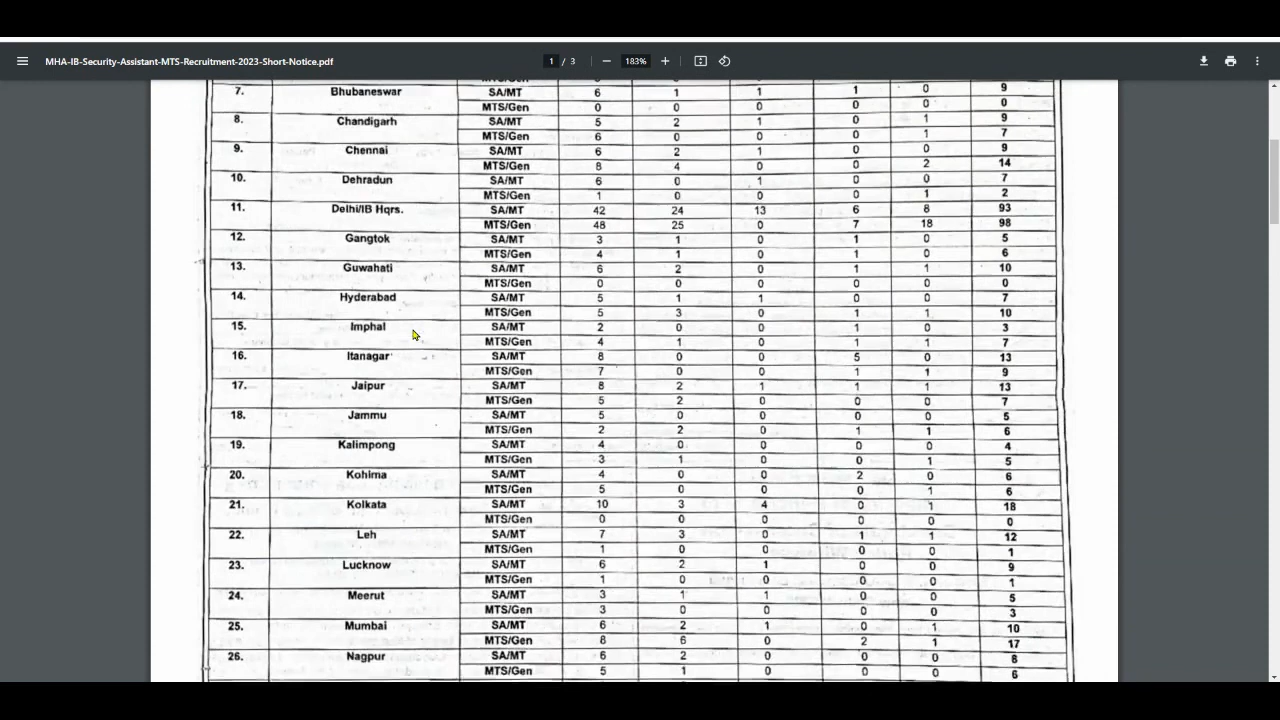 MHA-IB-Security-Assistant-MTS-Recruitment-2023-Short-Notice.pdf 1 / 3 183%
7. Bhubaneswar SA/MT 6 1 1 1 0 9
MTS/Gen 0 0 0 0 0 0
8. Chandigarh SA/MT 5 2 1 0 1 9
MTS/Gen 6 0 0 0 1 7
9. Chennai SA/MT 6 2 1 0 0 9
MTS/Gen 8 4 0 0 2 14
10. Dehradun SA/MT 6 0 1 0 0 7
MTS/Gen 1 0 0 0 1 2
11. Delhi/IB Hqrs. SA/MT 42 24 13 6 8 93
MTS/Gen 48 25 0 7 18 98
12. Gangtok SA/MT 3 1 0 1 0 5
MTS/Gen 4 1 0 1 0 6
13. Guwahati SA/MT 6 2 0 1 1 10
MTS/Gen 0 0 0 0 0 0
14. Hyderabad SA/MT 5 1 1 0 0 7
MTS/Gen 5 3 0 1 1 10
15. Imphal SA/MT 2 0 0 1 0 3
MTS/Gen 4 1 0 1 1 7
16. Itanagar SA/MT 8 0 0 5 0 13
MTS/Gen 7 0 0 1 1 9
17. Jaipur SA/MT 8 2 1 1 1 13
MTS/Gen 5 2 0 0 0 7
18. Jammu SA/MT 5 0 0 0 0 5
MTS/Gen 2 2 0 1 1 6
19. Kalimpong SA/MT 4 0 0 0 0 4
MTS/Gen 3 1 0 0 1 5
20. Kohima SA/MT 4 0 0 2 0 6
MTS/Gen 5 0 0 0 1 6
21. Kolkata SA/MT 10 3 4 0 1 18
MTS/Gen 0 0 0 0 0 0
22. Leh SA/MT 7 3 0 1 1 12
MTS/Gen 1 0 0 0 0 1
23. Lucknow SA/MT 6 2 1 0 0 9
MTS/Gen 1 0 0 0 0 1
24. Meerut SA/MT 3 1 1 0 0 5
MTS/Gen 3 0 0 0 0 3
25. Mumbai SA/MT 6 2 1 0 1 10
MTS/Gen 8 6 0 2 1 17
26. Nagpur SA/MT 6 2 0 0 0 8
MTS/Gen 5 1 0 0 0 6